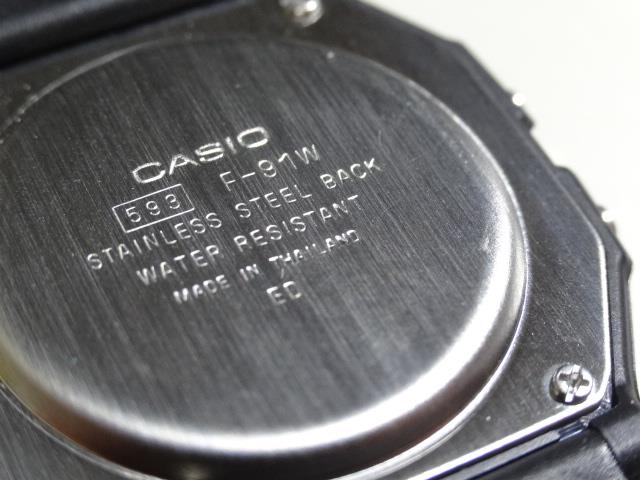 CASIO
593 F-91W
STAINLESS STEEL BACK
WATER RESISTANT
MADE IN THAILAND
ED